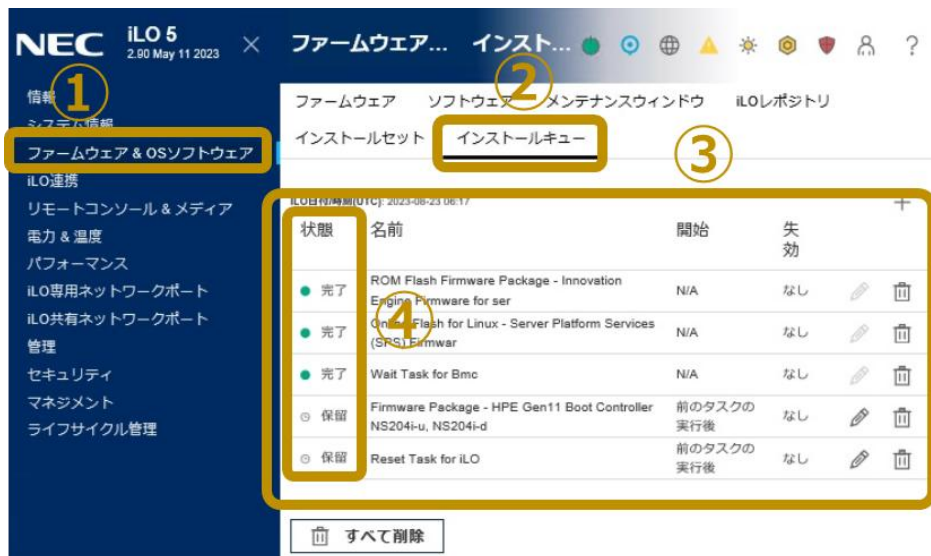 NEC iLO 5
2.90 May 11 2023
ファームウェア... インスト...
?
①
②
③
④
情報
システム情報
ファームウェア & OSソフトウェア
iLO連携
リモートコンソール & メディア
電力 & 温度
パフォーマンス
iLO専用ネットワークポート
iLO共有ネットワークポート
管理
セキュリティ
マネジメント
ライフサイクル管理
ファームウェア ソフトウェア メンテナンスウィンドウ iLOレポジトリ
インストールセット インストールキュー
iLO日付/時刻(UTC): 2023-08-23 06:17
状態 名前 開始 失効
完了 ROM Flash Firmware Package - Innovation
Engine Firmware for ser N/A なし
完了 Online Flash for Linux - Server Platform Services
(SPS) Firmwar N/A なし
完了 Wait Task for Bmc N/A なし
保留 Firmware Package - HPE Gen11 Boot Controller
NS204i-u, NS204i-d 前のタスクの
実行後 なし
保留 Reset Task for iLO 前のタスクの
実行後 なし
すべて削除